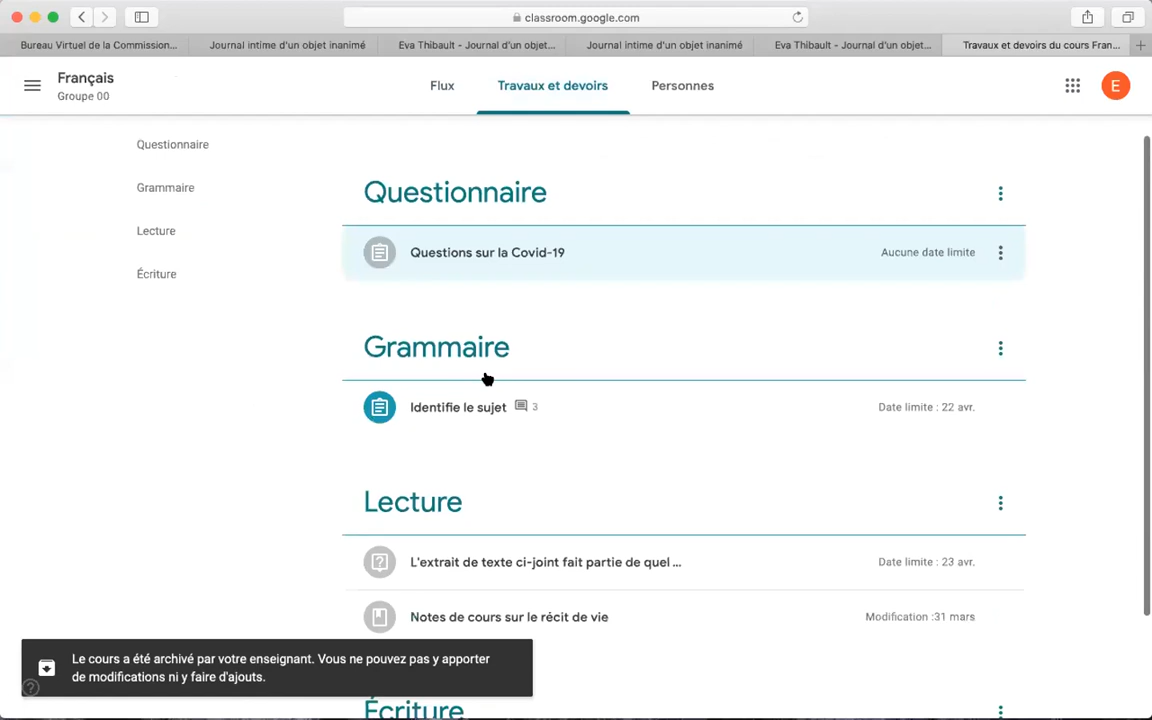 classroom.google.com
Bureau Virtuel de la Commission...
Journal intime d'un objet inanimé
Eva Thibault - Journal d'un objet...
Journal intime d'un objet inanimé
Eva Thibault - Journal d'un objet...
Travaux et devoirs du cours Fran...
Français
Groupe 00
Flux
Travaux et devoirs
Personnes
E
Questionnaire
Grammaire
Lecture
Écriture
Questionnaire
Questions sur la Covid-19
Aucune date limite
Grammaire
Identifie le sujet
3
Date limite : 22 avr.
Lecture
L'extrait de texte ci-joint fait partie de quel ...
Date limite : 23 avr.
Notes de cours sur le récit de vie
Modification :31 mars
Le cours a été archivé par votre enseignant. Vous ne pouvez pas y apporter
de modifications ni y faire d'ajouts.
Écriture